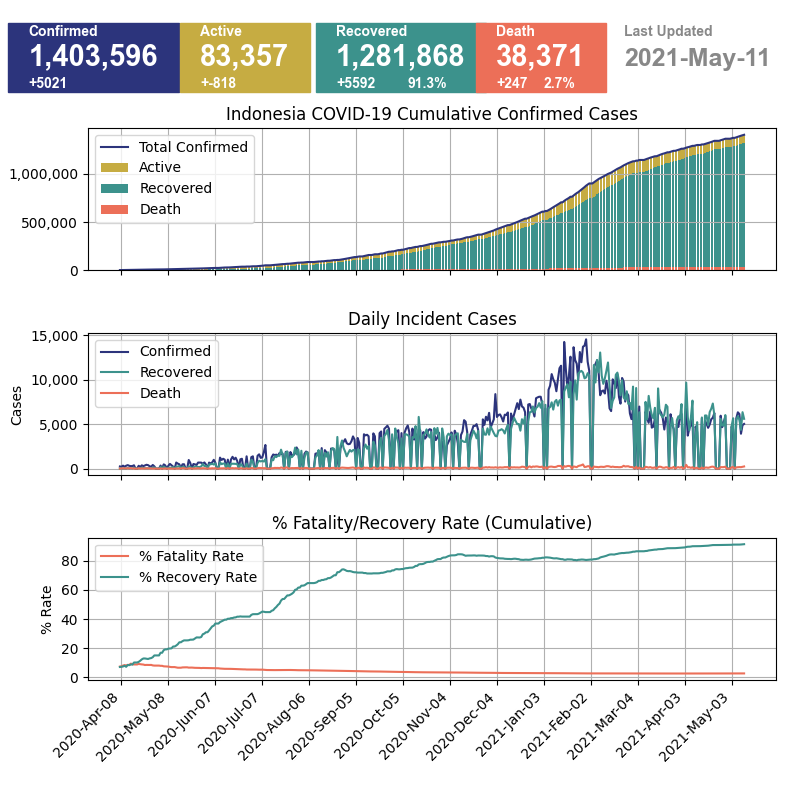 Confirmed
1,403,596
+5021
Active
83,357
+-818
Recovered
1,281,868
+5592 91.3%
Death
38,371
+247 2.7%
Last Updated
2021-May-11
Indonesia COVID-19 Cumulative Confirmed Cases
Total Confirmed
Active
Recovered
Death
1,000,000
500,000
0
Daily Incident Cases
Confirmed
Recovered
Death
15,000
10,000
5,000
0
Cases
% Fatality/Recovery Rate (Cumulative)
% Fatality Rate
% Recovery Rate
80
60
40
20
0
% Rate
2020-Apr-08
2020-May-08
2020-Jun-07
2020-Jul-07
2020-Aug-06
2020-Sep-05
2020-Oct-05
2020-Nov-04
2020-Dec-04
2021-Jan-03
2021-Feb-02
2021-Mar-04
2021-Apr-03
2021-May-03